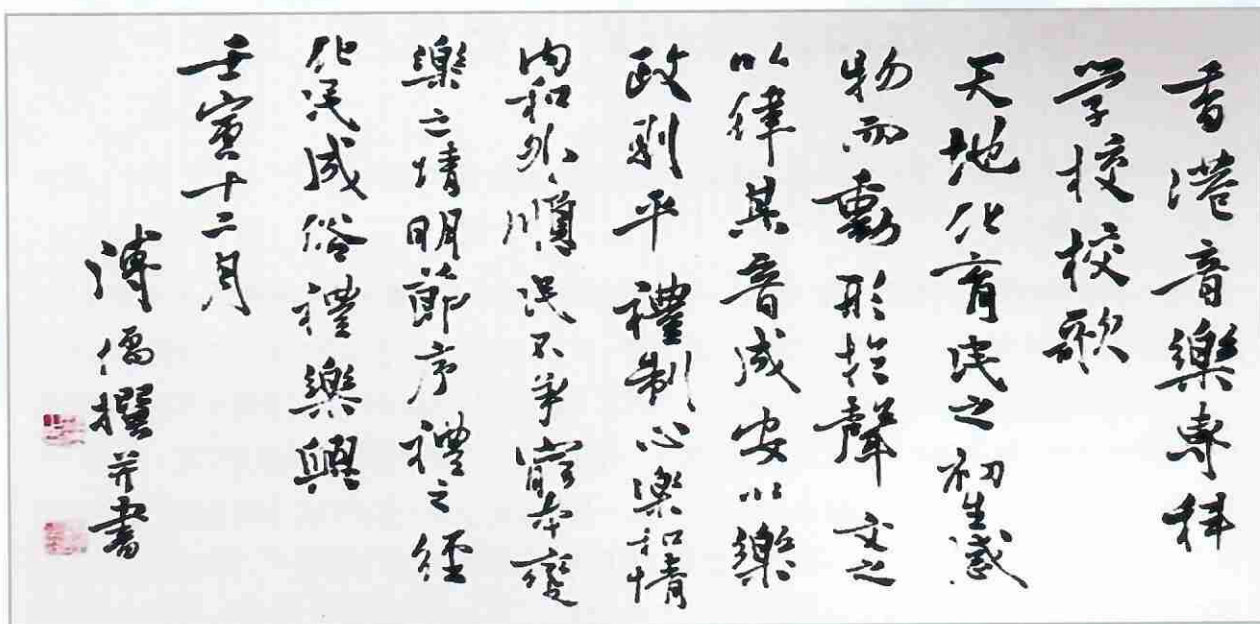 香港音樂專科
学校校歌
天地化育民之初生感
物而動形於聲文之
以律其音成安以樂
政則平禮制心樂和情
内和外順民不争窮本變
樂之情明節序禮之經
化民成俗禮樂興
壬寅十二月
溥儒撰并書